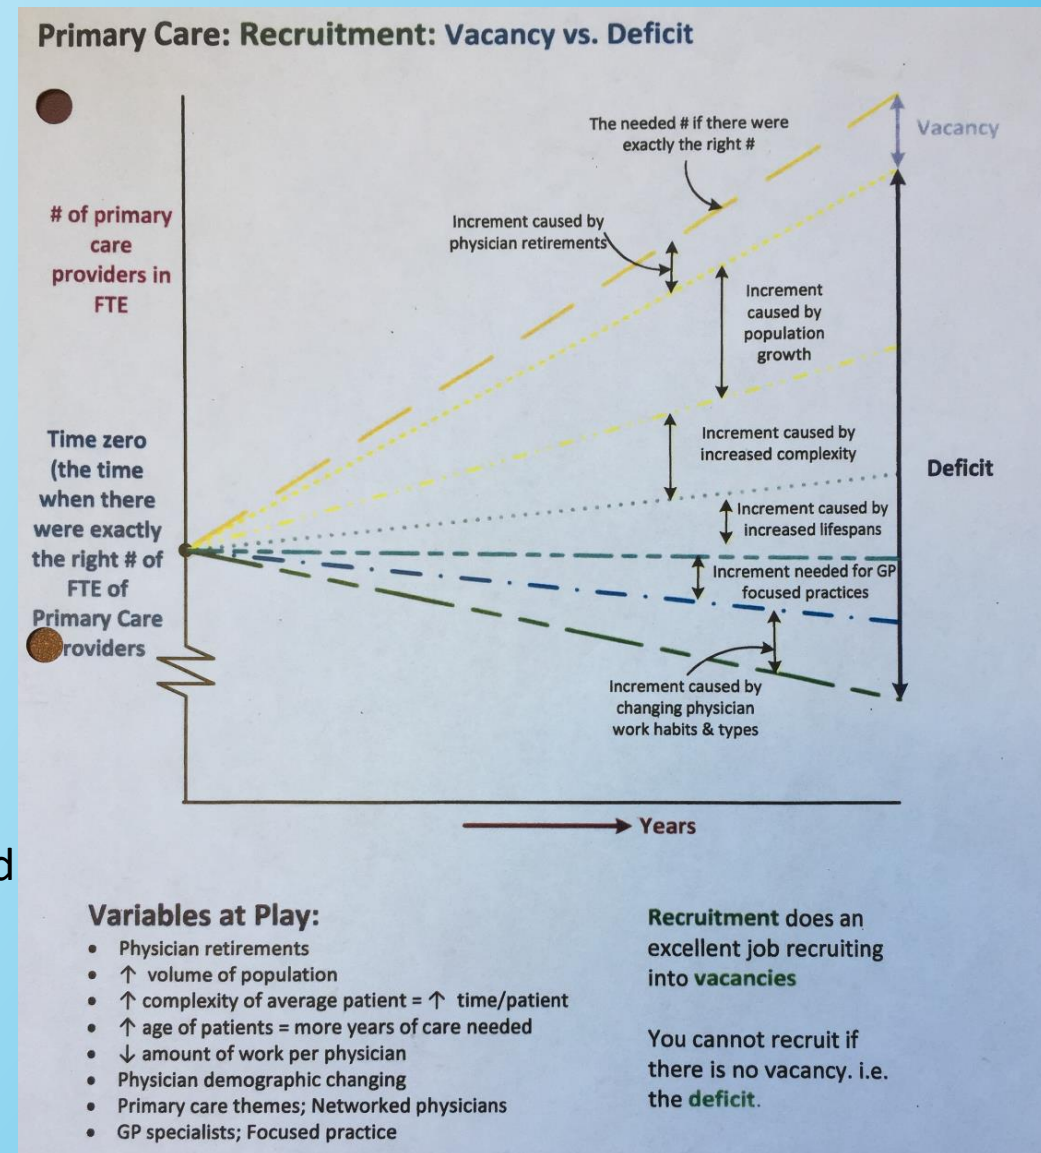 Primary Care: Recruitment: Vacancy vs. Deficit
The needed # if there were
exactly the right #
Vacancy
# of primary
care
providers in
FTE
Increment caused by
physician retirements
Increment
caused by
population
growth
Time zero
(the time
when there
were exactly
the right # of
FTE of
Primary Care
roviders
Increment caused by
increased complexity
Deficit
Increment caused by
increased lifespans
Increment needed for GP
focused practices
Increment caused by
changing physician
work habits & types
Years
d
Variables at Play:
• Physician retirements
• ↑ volume of population
• ↑ complexity of average patient = ↑ time/patient
• ↑ age of patients = more years of care needed
• ↓ amount of work per physician
• Physician demographic changing
• Primary care themes; Networked physicians
• GP specialists; Focused practice
Recruitment does an
excellent job recruiting
into vacancies
You cannot recruit if
there is no vacancy. i.e.
the deficit.